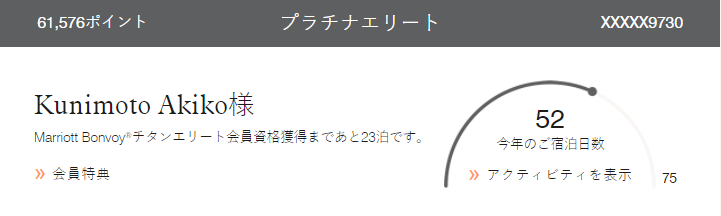 61,576ポイント
プラチナエリート
XXXXX9730
Kunimoto Akiko様
Marriott Bonvoy®チタンエリート会員資格獲得まであと23泊です。
» 会員特典
52
今年のご宿泊日数
» アクティビティを表示
75